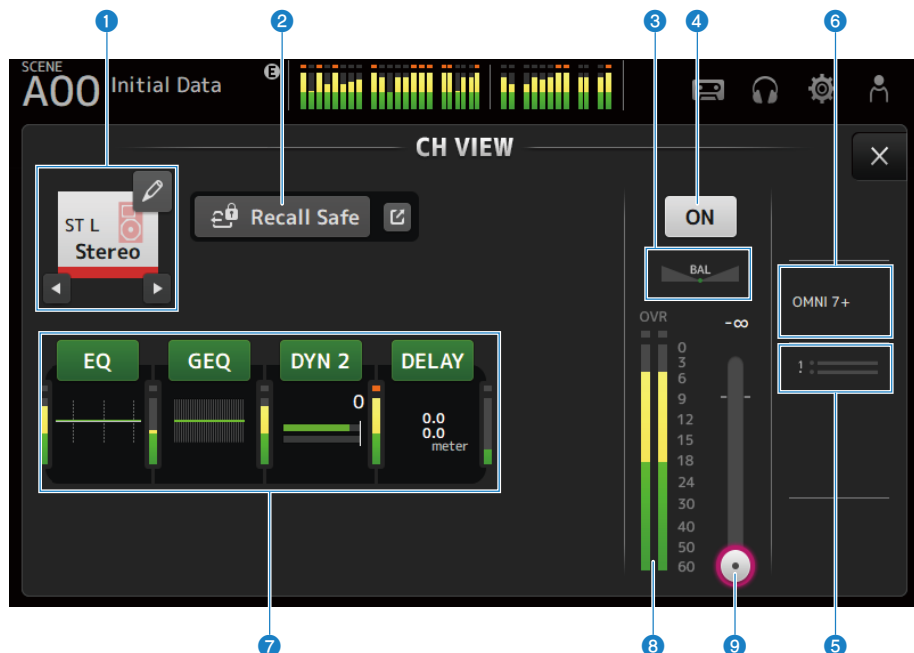 1 2 3 4 6
SCENE
A00 Initial Data E
CH VIEW
ST L
Stereo
Recall Safe
ON
BAL
OMNI 7+
OVR -∞
EQ GEQ DYN 2 DELAY
0
0.0
0.0
meter
!
0
3
6
9
12
15
18
24
30
40
50
60
7 8 9 5